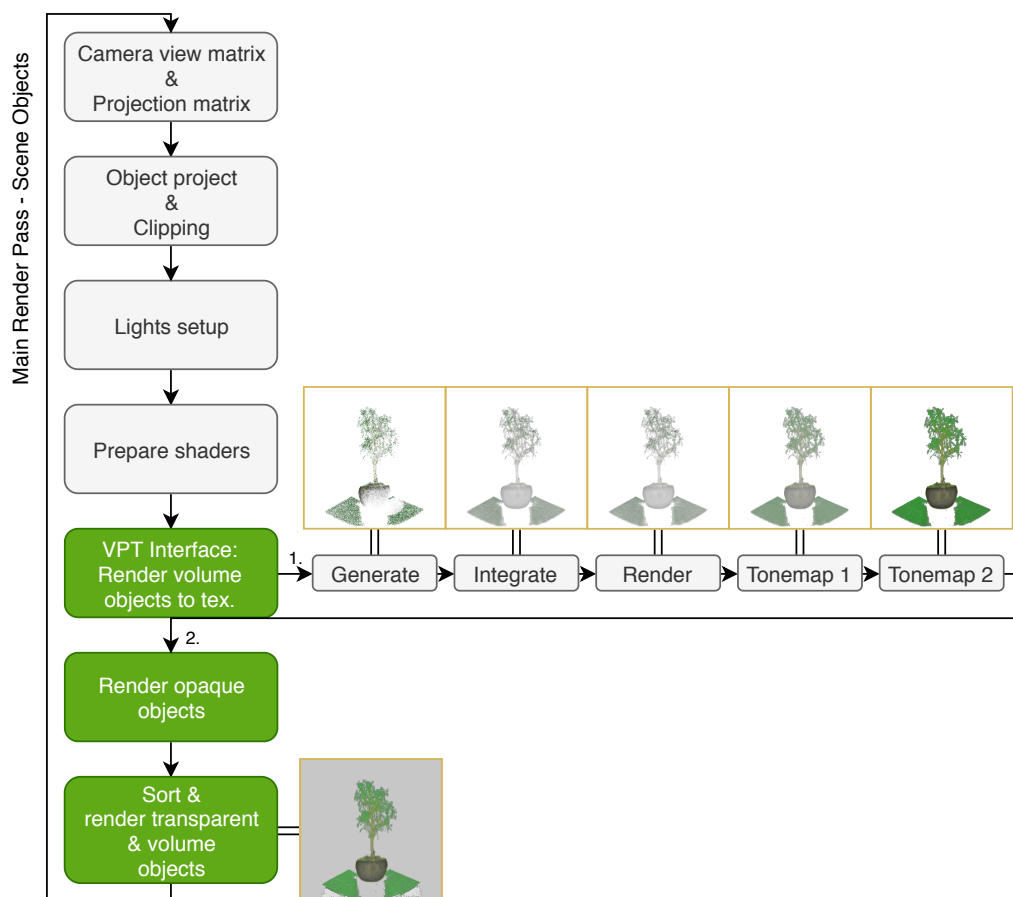 Main Render Pass - Scene Objects
Camera view matrix
&
Projection matrix
Object project
&
Clipping
Lights setup
Prepare shaders
VPT Interface:
Render volume
objects to tex.
1.
Generate
Integrate
Render
Tonemap 1
Tonemap 2
2.
Render opaque
objects
Sort &
render transparent
& volume
objects